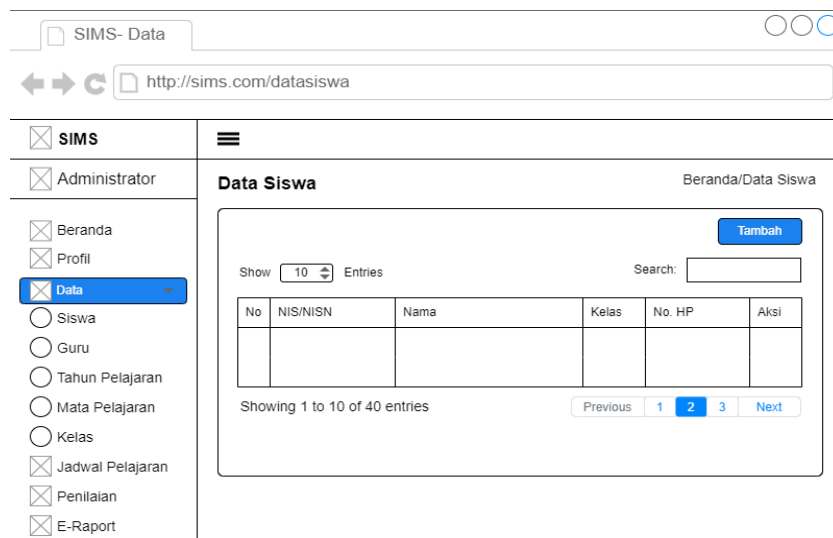 SIMS- Data
http://sims.com/datasiswa
SIMS
Administrator
Data Siswa
Beranda/Data Siswa
Beranda
Profil
Data
Siswa
Guru
Tahun Pelajaran
Mata Pelajaran
Kelas
Jadwal Pelajaran
Penilaian
E-Raport
Tambah
Show 10 Entries
Search:
No NIS/NISN Nama Kelas No. HP Aksi
Showing 1 to 10 of 40 entries
Previous 1 2 3 Next